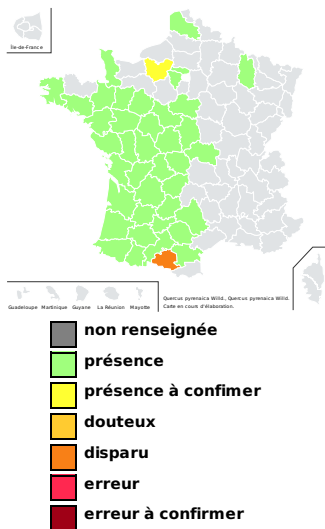 Île-de-France
Guadeloupe Martinique Guyane La Réunion Mayotte
Quercus pyrenaica Willd., Quercus pyrenaica Willd.
Carte en cours d'élaboration.
non renseignée
présence
présence à confimer
douteux
disparu
erreur
erreur à confirmer